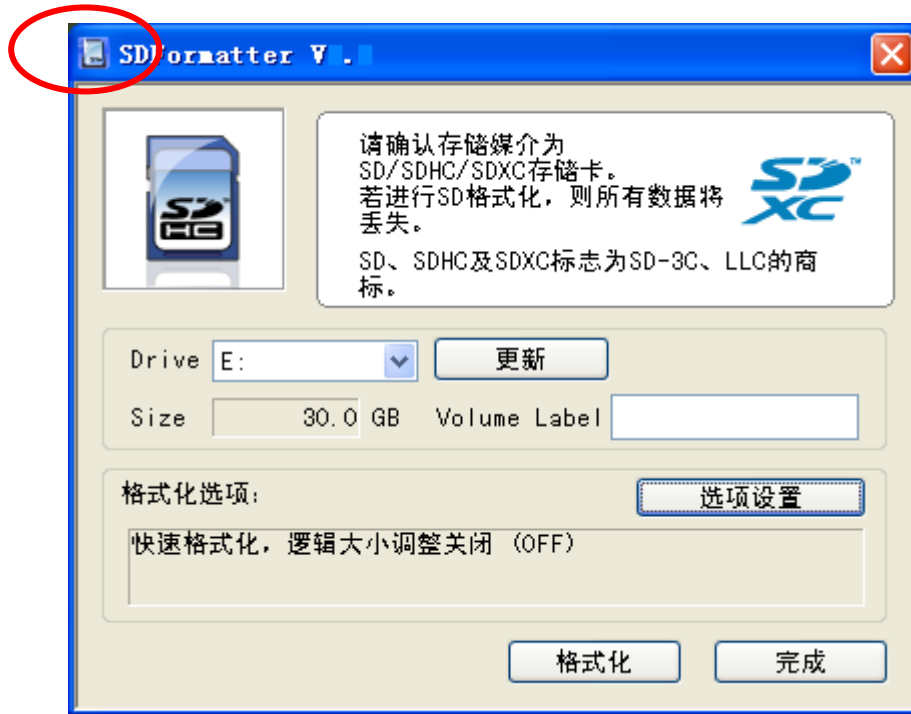 SDFormatter V .
SD
HC
请确认存储媒介为
SD/SDHC/SDXC存储卡。
若进行SD格式化，则所有数据将
丢失。
SD、SDHC及SDXC标志为SD-3C、LLC的商
标。
SD
XC
TM
Drive E: 更新
Size 30.0 GB Volume Label
格式化选项: 选项设置
快速格式化，逻辑大小调整关闭 (OFF)
格式化 完成